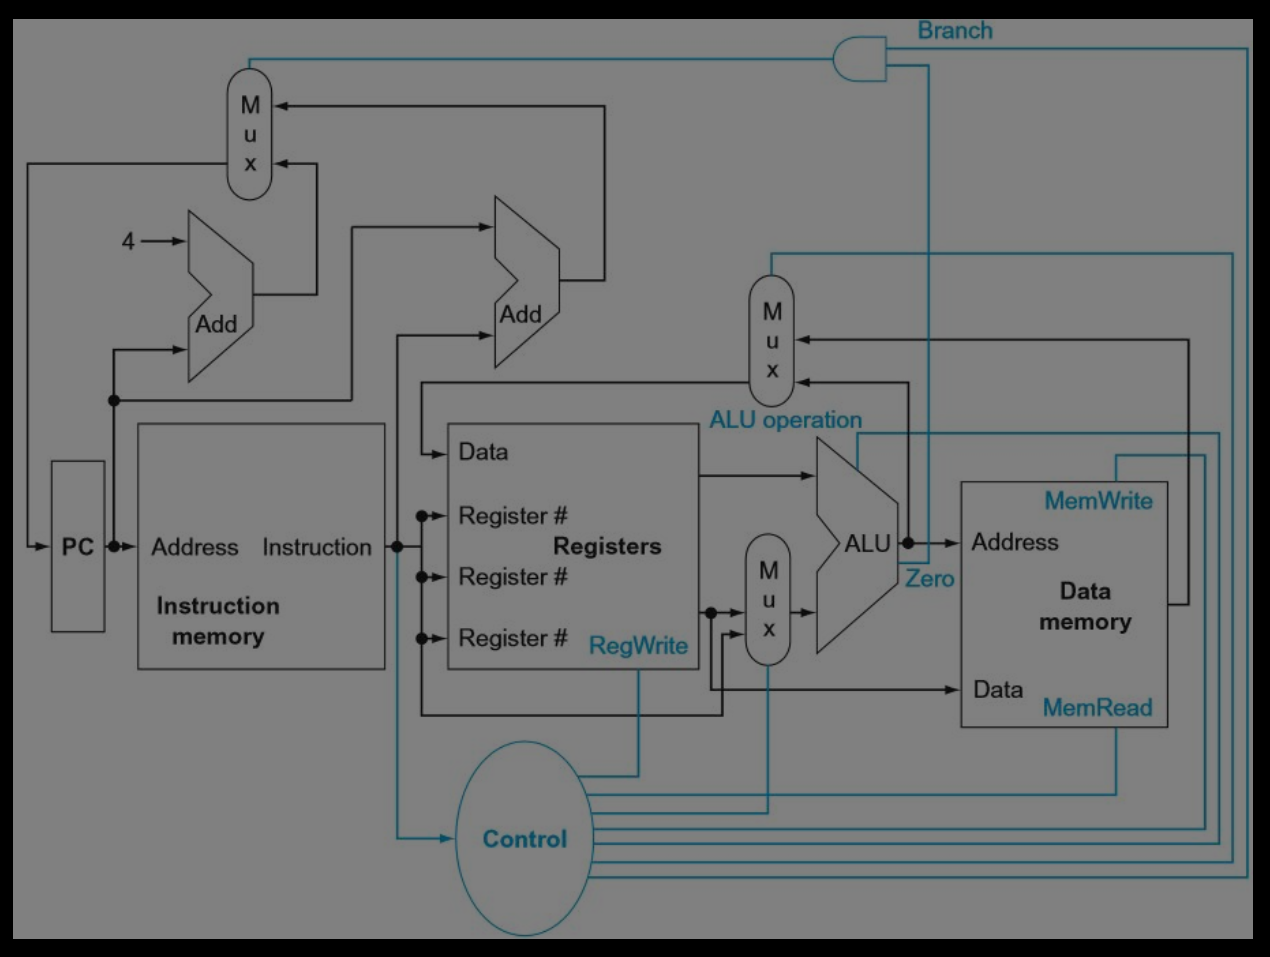 Branch
M
u
x
4
Add
Add
M
u
x
ALU operation
Data
Register #
Registers
Register #
Register #
RegWrite
PC
Address
Instruction
Instruction
memory
M
u
x
ALU
Zero
MemWrite
Address
Data
memory
Data
MemRead
Control